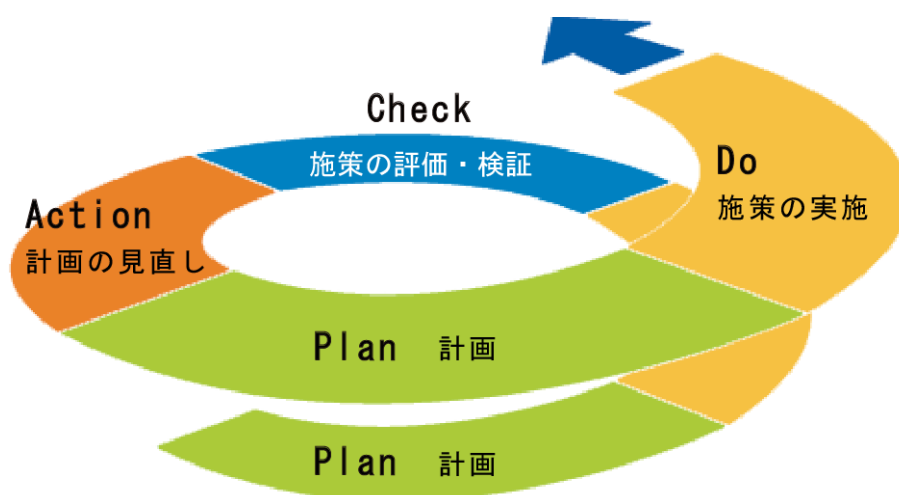 Check
施策の評価・検証
Do
施策の実施
Action
計画の見直し
Plan 計画
Plan 計画